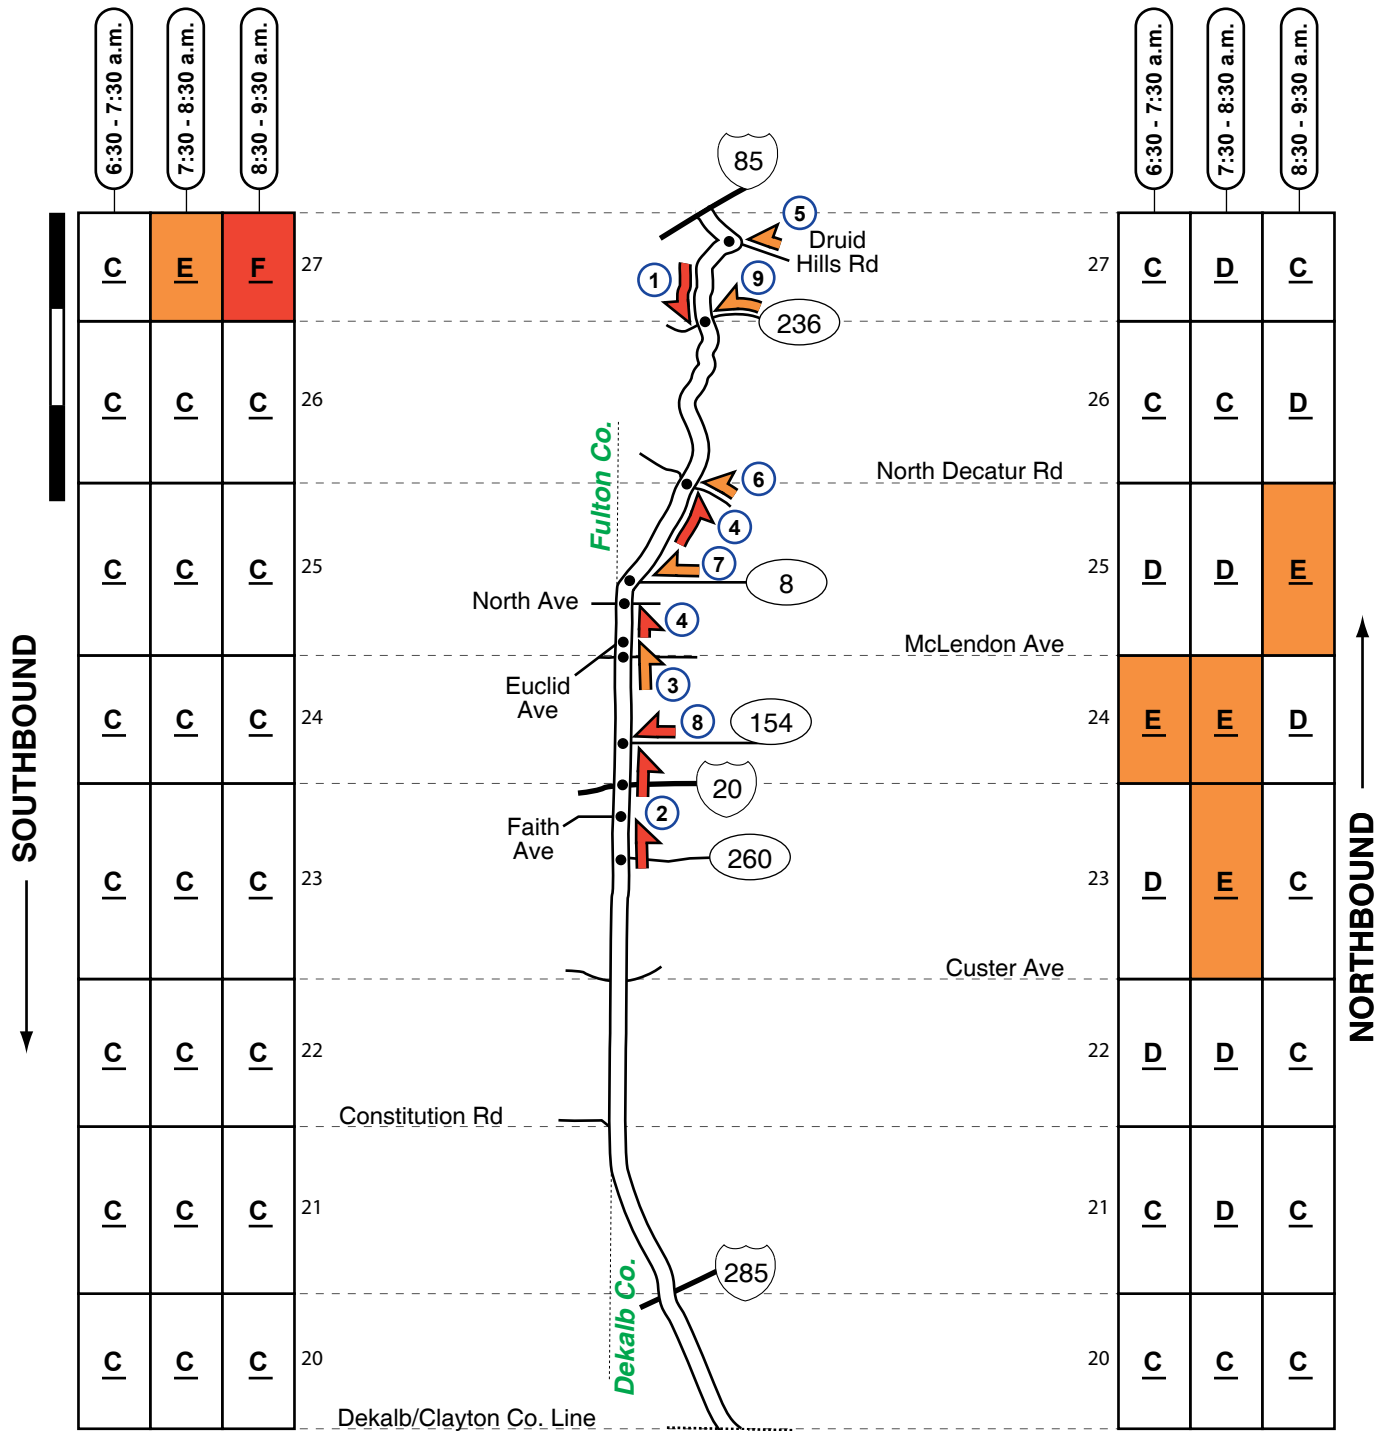 6:30 - 7:30 a.m.
7:30 - 8:30 a.m.
8:30 - 9:30 a.m.
6:30 - 7:30 a.m.
7:30 - 8:30 a.m.
8:30 - 9:30 a.m.
85
5
Druid
Hills Rd
C E F 27
1
9
236
27 C D C
C C C 26
26 C C D
Fulton Co.
North Decatur Rd
6
4
7
8
C C C 25
25 D D E
North Ave
4
McLendon Ave
Euclid
Ave
3
SOUTHBOUND
NORTHBOUND
C C C 24
8
154
24 E E D
20
Faith
Ave
2
260
C C C 23
23 D E C
Custer Ave
C C C 22
22 D D C
Constitution Rd
C C C 21
21 C D C
285
Dekalb Co.
C C C 20
20 C C C
Dekalb/Clayton Co. Line